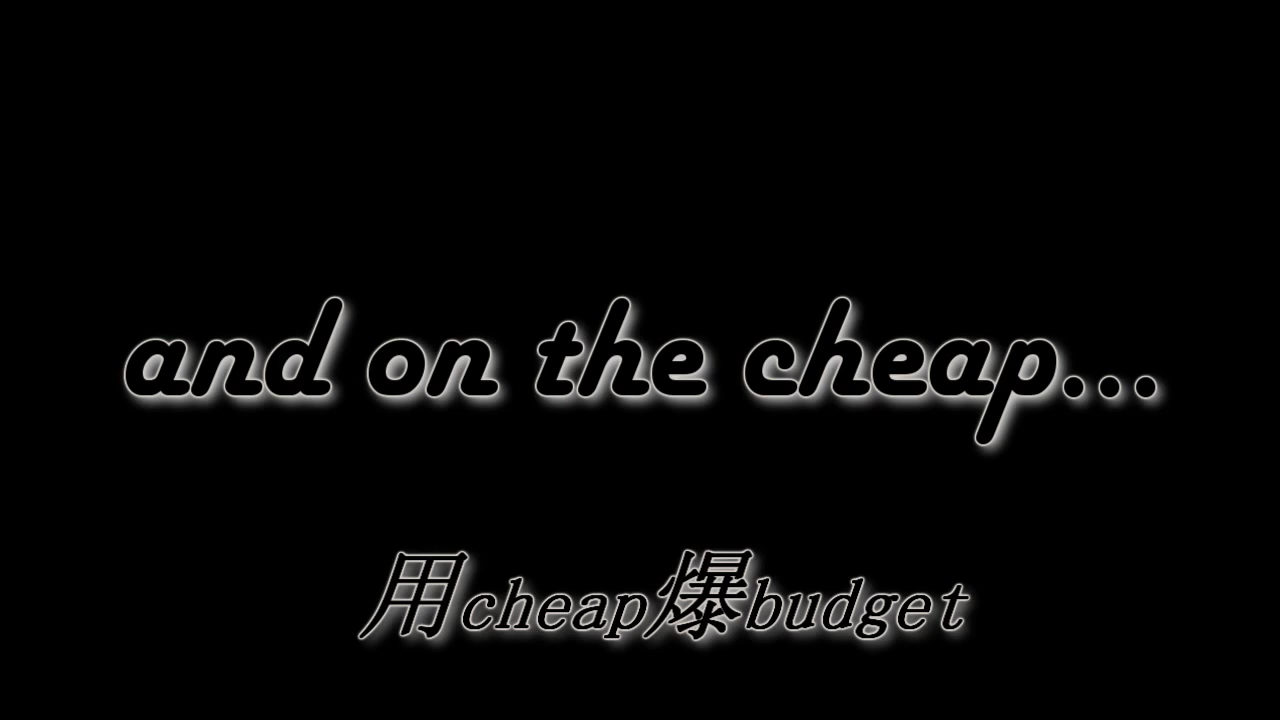 and on the cheap...
用cheap爆budget